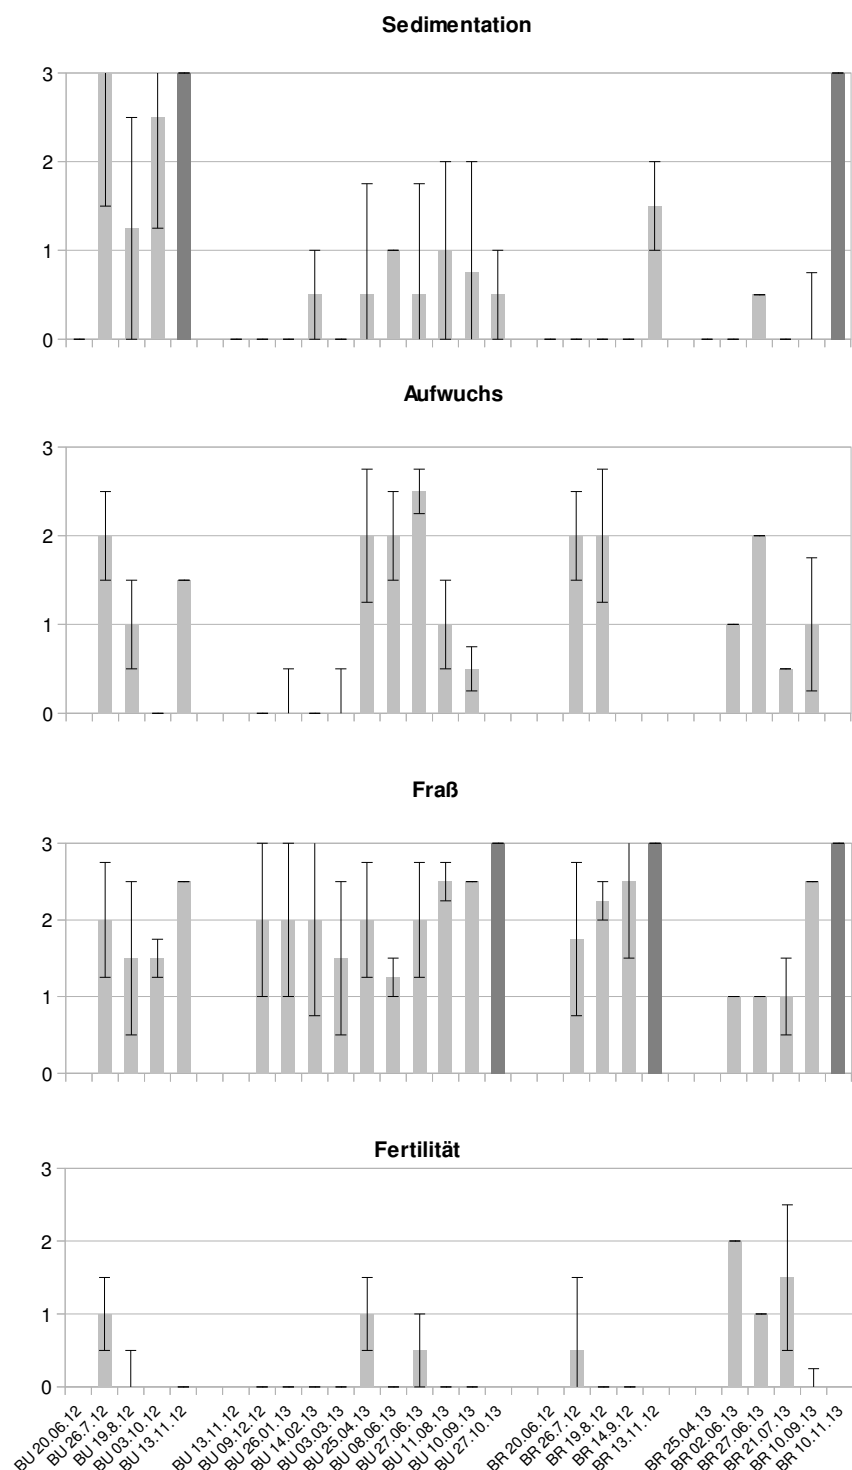 Sedimentation
3
2
1
0
Aufwuchs
3
2
1
0
Fraß
3
2
1
0
Fertilität
3
2
1
0
BU 20.06.12
BU 26.7.12
BU 19.8.12
BU 03.10.12
BU 13.11.12
BU 13.11.12
BU 09.12.12
BU 26.01.13
BU 14.02.13
BU 03.03.13
BU 25.04.13
BU 08.06.13
BU 27.06.13
BU 11.08.13
BU 10.09.13
BU 27.10.13
BR 20.06.12
BR 26.7.12
BR 19.8.12
BR 14.9.12
BR 13.11.12
BR 25.04.13
BR 02.06.13
BR 27.06.13
BR 21.07.13
BR 10.09.13
BR 10.11.13